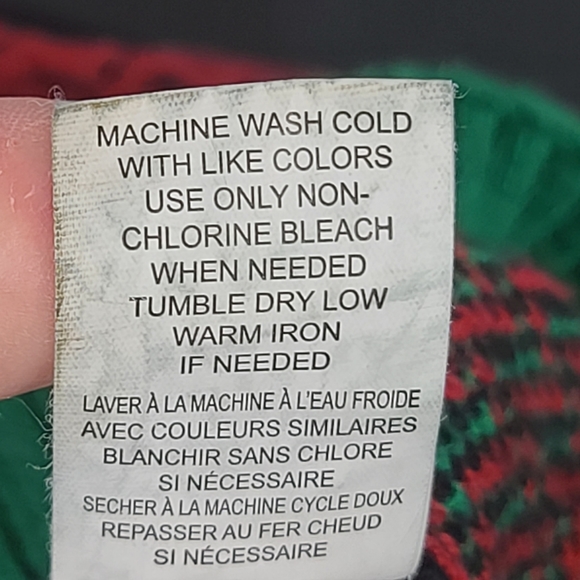 MACHINE WASH COLD
WITH LIKE COLORS
USE ONLY NON-
CHLORINE BLEACH
WHEN NEEDED
TUMBLE DRY LOW
WARM IRON
IF NEEDED
LAVER À LA MACHINE À L'EAU FROIDE
AVEC COULEURS SIMILAIRES
BLANCHIR SANS CHLORE
SI NÉCESSAIRE
SECHER À LA MACHINE CYCLE DOUX
REPASSER AU FER CHEUD
SI NÉCESSAIRE